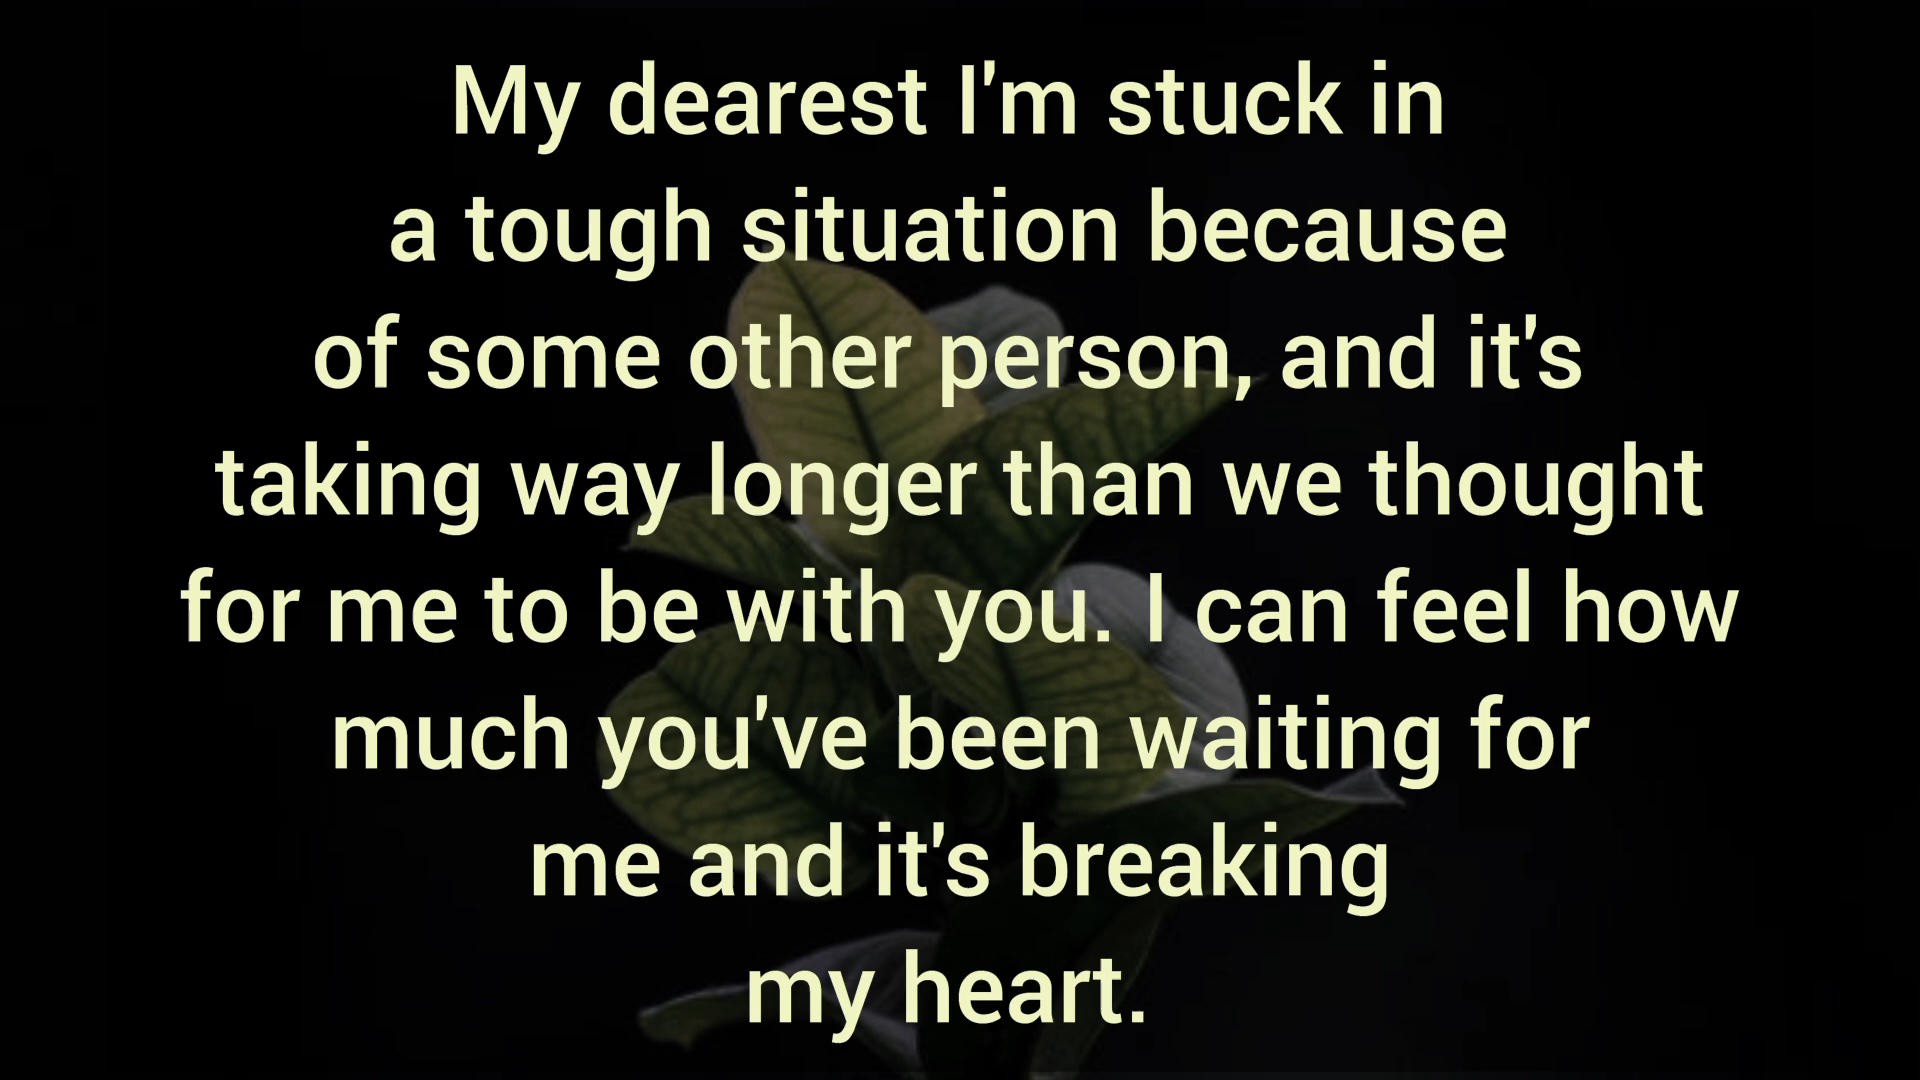 My dearest I'm stuck in
a tough situation because
of some other person, and it's
taking way longer than we thought
for me to be with you. I can feel how
much you've been waiting for
me and it's breaking
my heart.